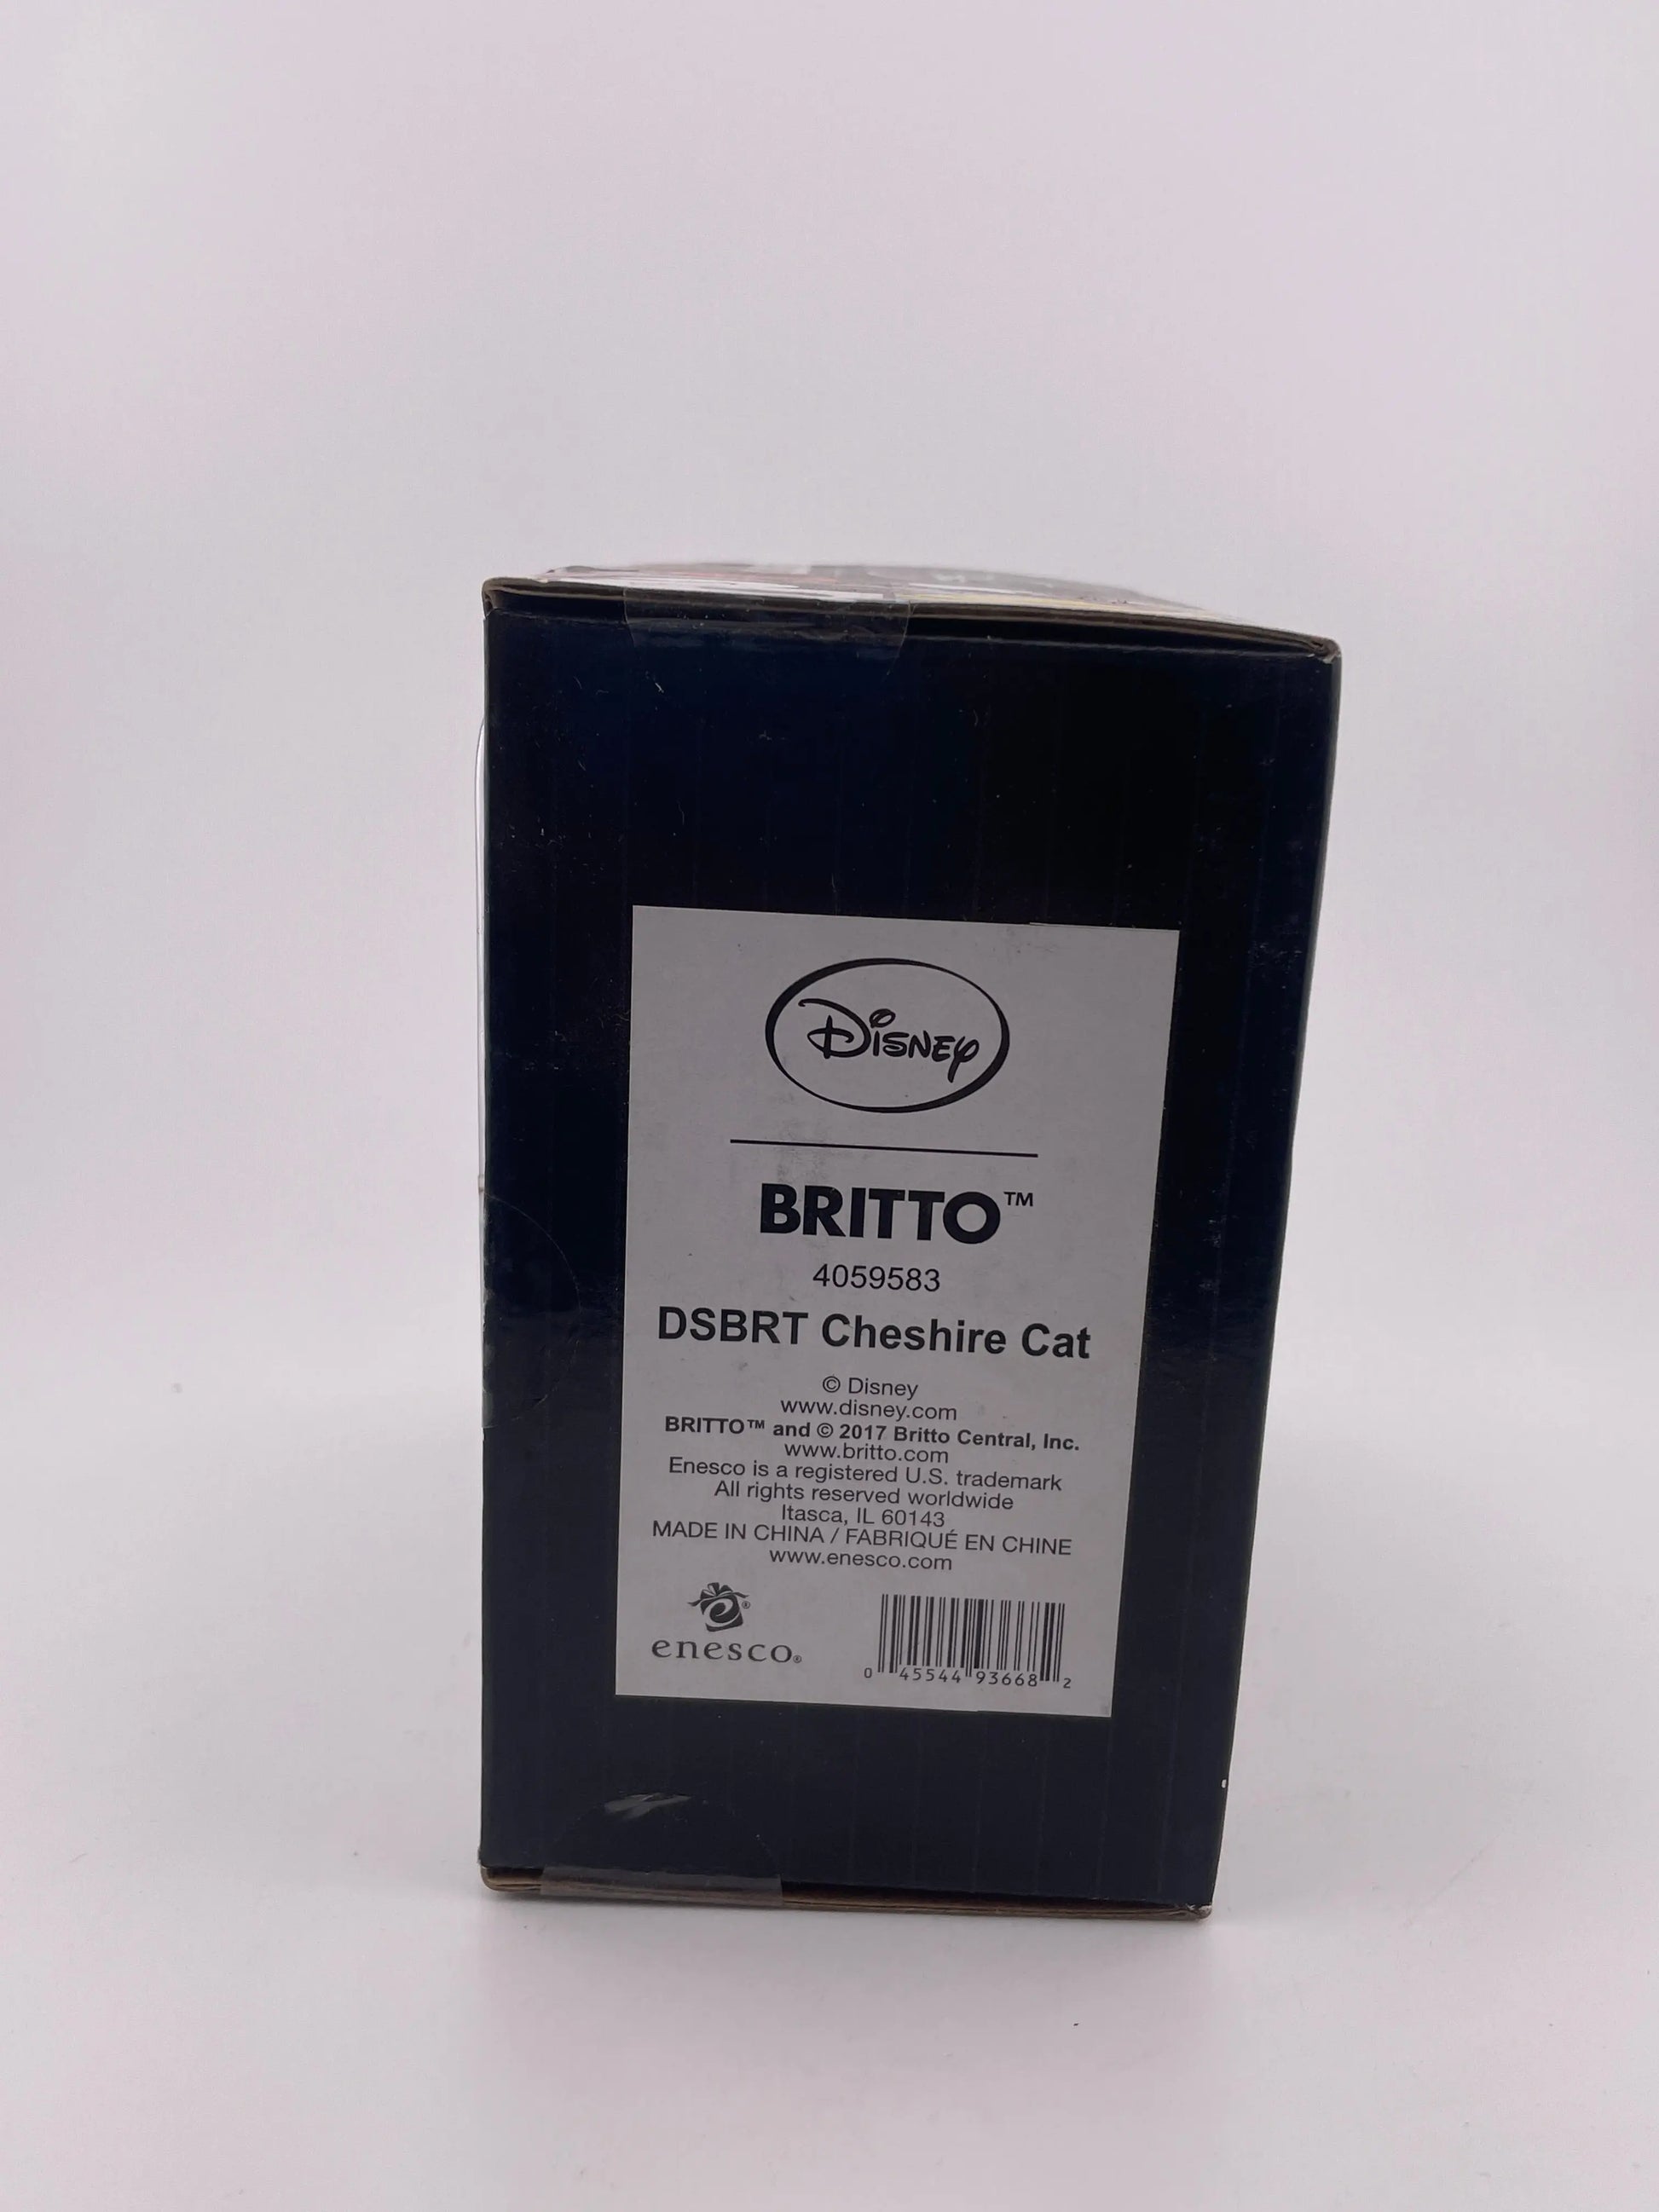 Disney
BRITTO™
4059583
DSBRT Cheshire Cat
© Disney
www.disney.com
BRITTO™ and © 2017 Britto Central, Inc.
www.britto.com
Enesco is a registered U.S. trademark
All rights reserved worldwide
Itasca, IL 60143
MADE IN CHINA / FABRIQUÉ EN CHINE
www.enesco.com
enesco®
0 45544 93668 2